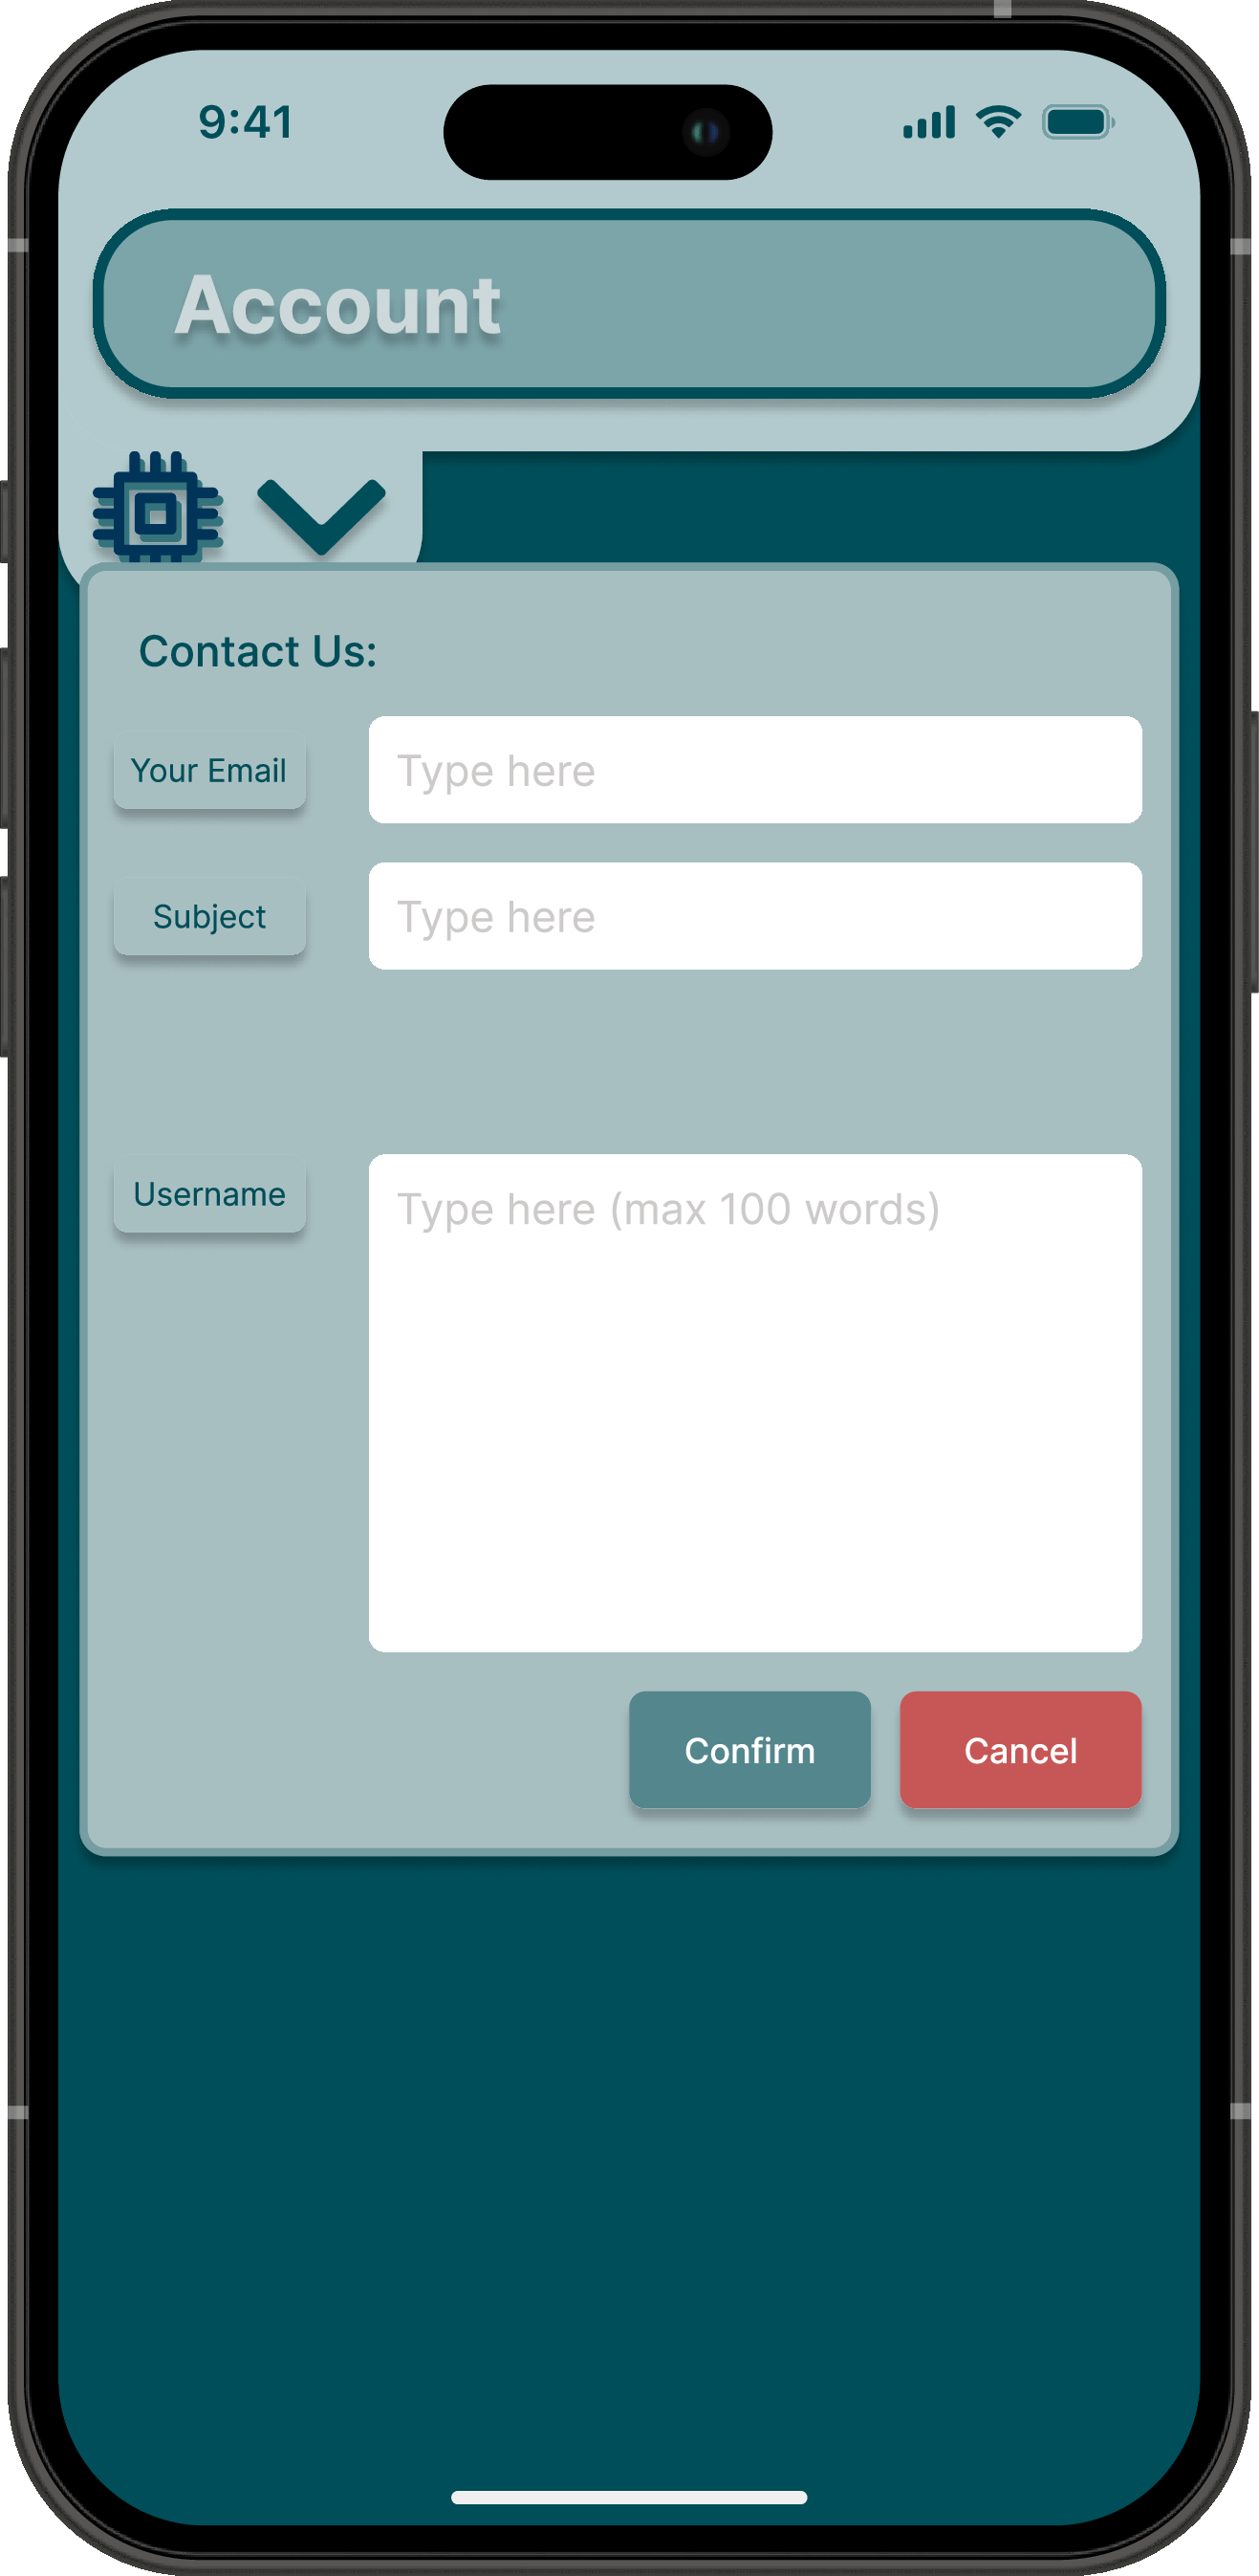 9:41
Account
Contact Us:
Your Email
Type here
Subject
Type here
Username
Type here (max 100 words)
Confirm
Cancel